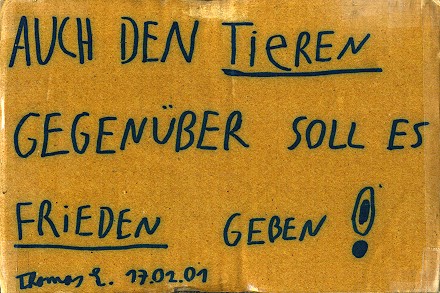 AUCH DEN TIEREN
GEGENÜBER SOLL ES
FRIEDEN GEBEN !
Thomas E. 17.02.01